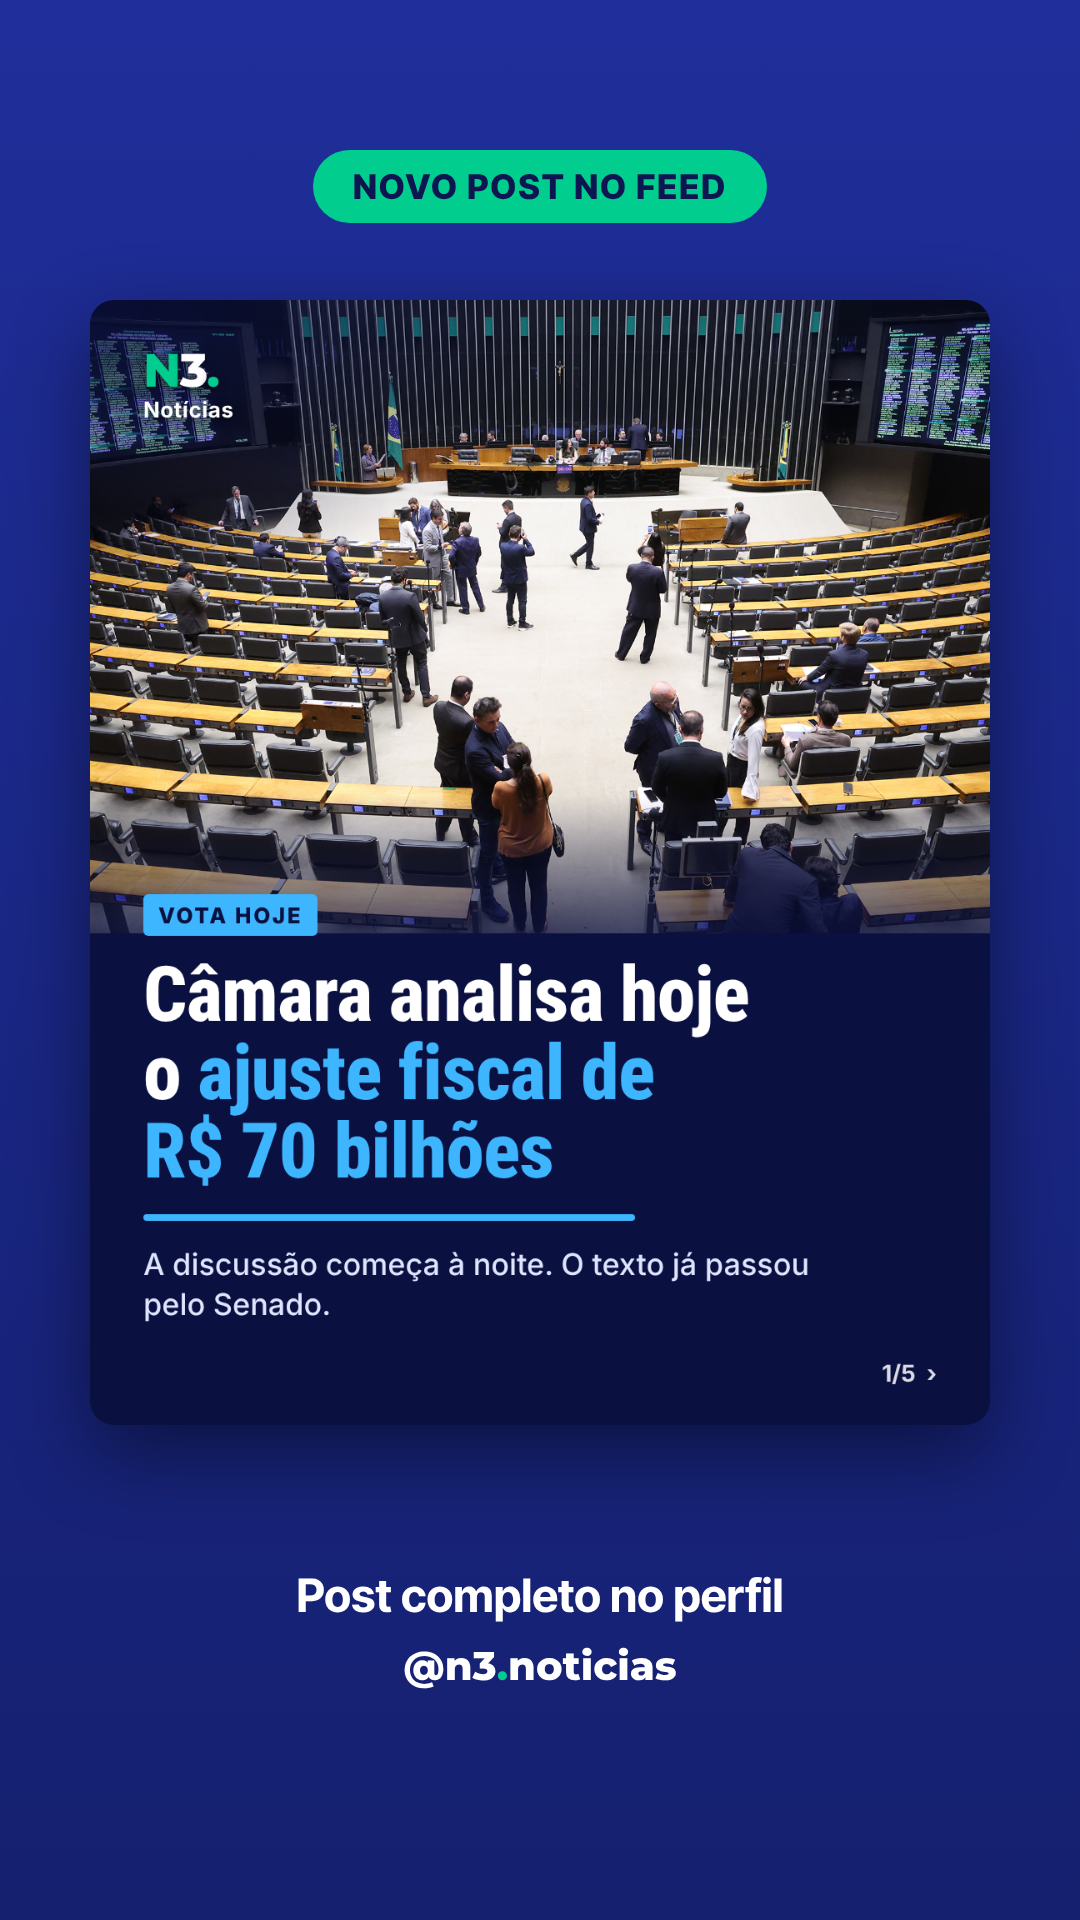 NOVO POST NO FEED
N3.
Notícias
VOTA HOJE
Câmara analisa hoje
o ajuste fiscal de
R$ 70 bilhões
A discussão começa à noite. O texto já passou
pelo Senado.
1/5 ›
Post completo no perfil
@n3.noticias